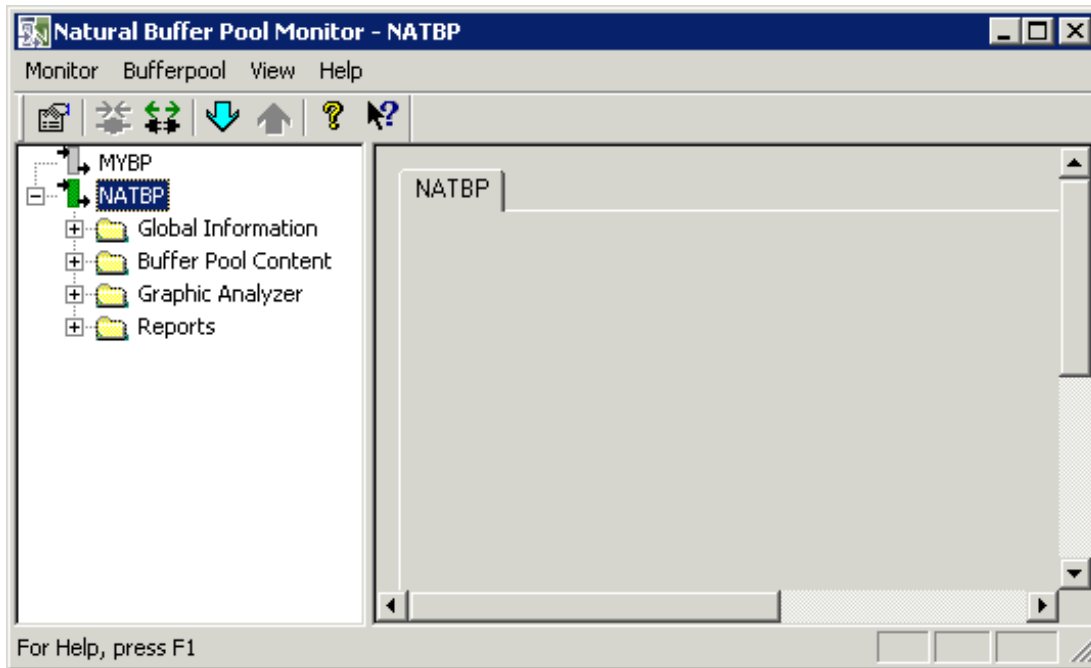 Natural Buffer Pool Monitor - NATBP
Monitor Bufferpool View Help
MYBP
NATBP
Global Information
Buffer Pool Content
Graphic Analyzer
Reports
NATBP
For Help, press F1